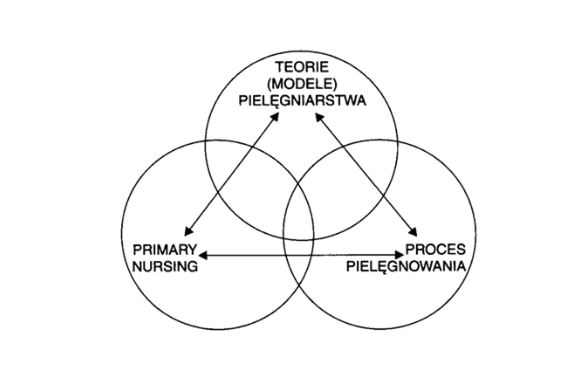 TEORIE
(MODELE)
PIELĘGNIARSTWA
PRIMARY
NURSING
PROCES
PIELĘGNOWANIA